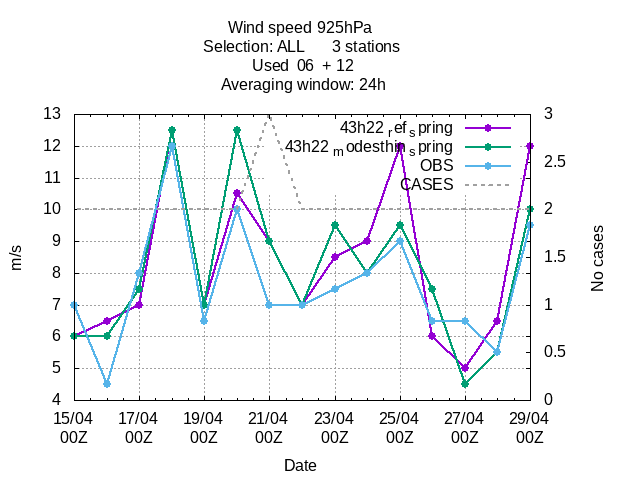 Wind speed 925hPa
Selection: ALL 3 stations
Used 06 + 12
Averaging window: 24h
43h22 refspring
43h22 modesthirspring
OBS
CASES
13
12
11
10
9
8
7
6
5
4
3
2.5
2
1.5
1
0.5
0
m/s
No cases
15/04 17/04 19/04 21/04 23/04 25/04 27/04 29/04
00Z 00Z 00Z 00Z 00Z 00Z 00Z 00Z
Date